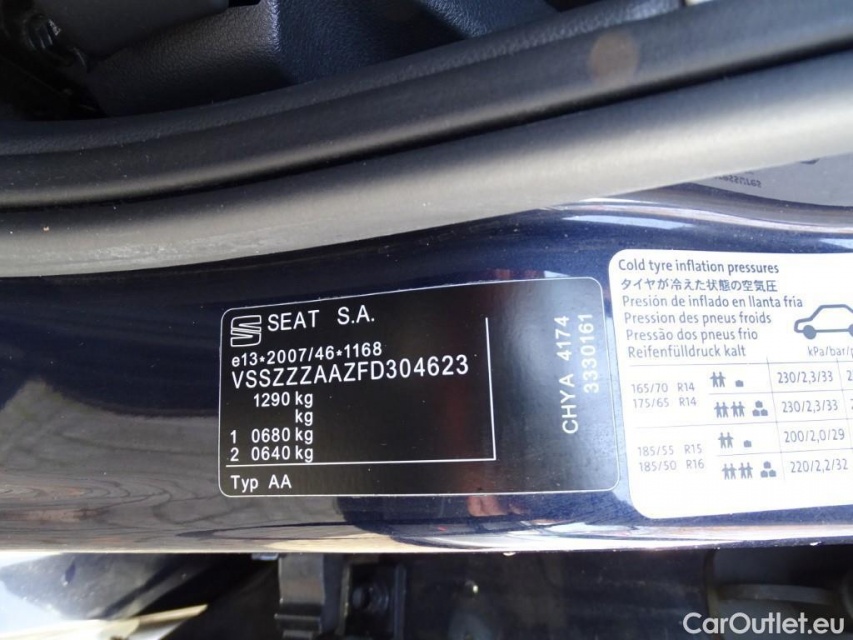 SEAT S.A.
e13*2007/46*1168
VSSZZZAAZFD304623
1290 kg
kg
1 0680 kg
2 0640 kg
Typ AA
CHYA 4174
3330161
Cold tyre inflation pressures
タイヤが冷えた状態の空気圧
Presión de inflado en llanta fria
Pression des pneus froids
Pressão dos pneus frio
Reifenfülldruck kalt
kPa/bar/
165/70 R14
175/65 R14
230/2,3/33
230/2,3/33
185/55 R15
185/50 R16
200/2,0/29
220/2,2/32
CarOutlet.eu